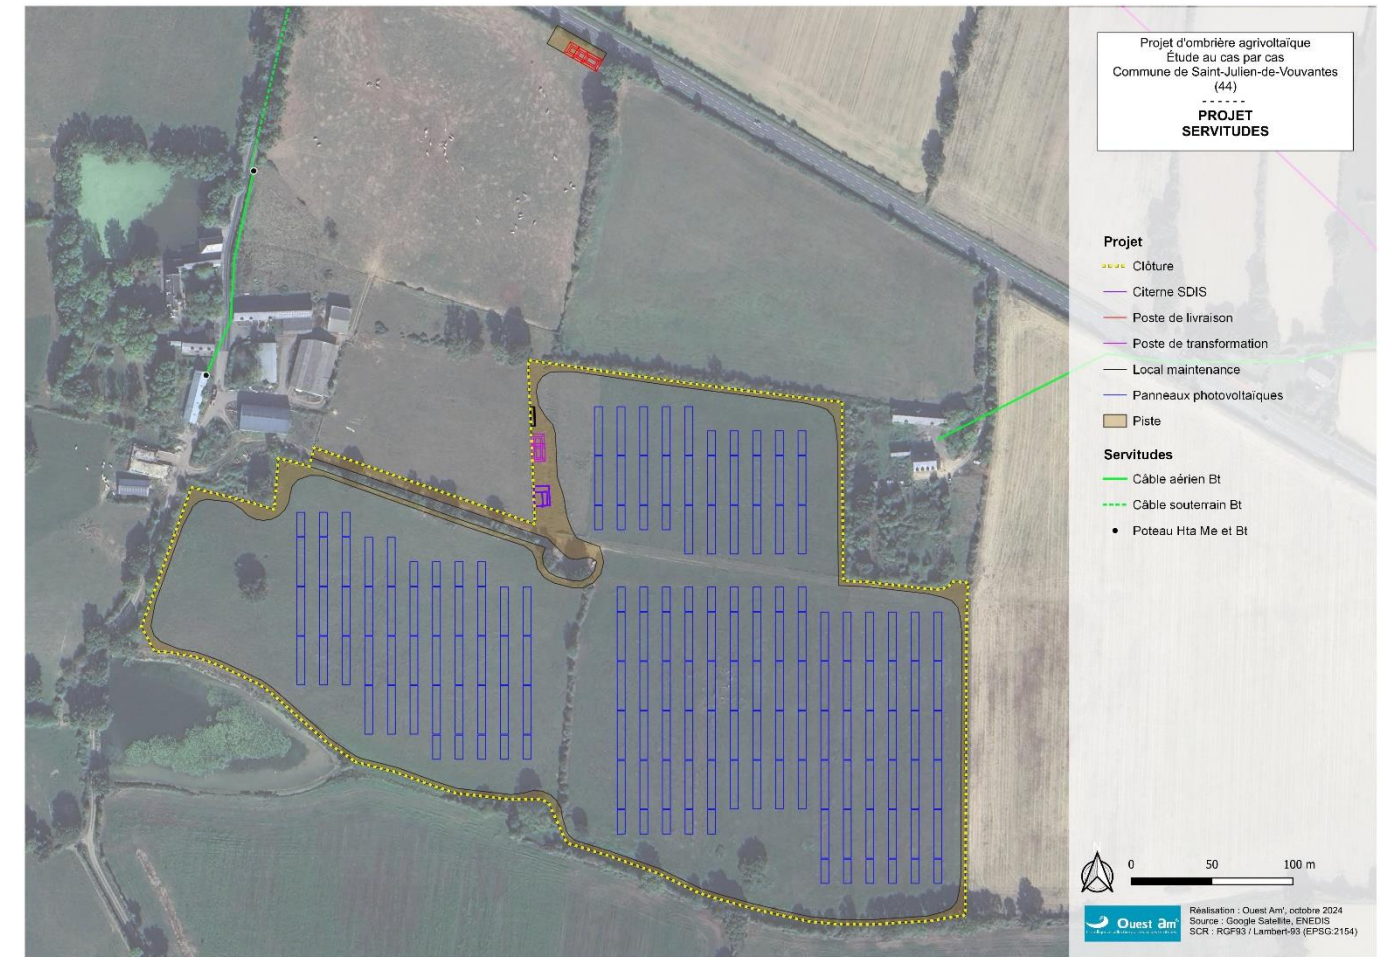 Projet d'ombrière agrivoltaïque
Étude au cas par cas
Commune de Saint-Julien-de-Vouvantes
(44)
------
PROJET
SERVITUDES
Projet
Clôture
Citerne SDIS
Poste de livraison
Poste de transformation
Local maintenance
Panneaux photovoltaïques
Piste
Servitudes
Câble aérien Bt
Câble souterrain Bt
Poteau Hta Me et Bt
0 50 100 m
Ouest am'
Réalisation : Ouest Am', octobre 2024
Source : Google Satellite, ENEDIS
SCR : RGF93 / Lambert-93 (EPSG:2154)